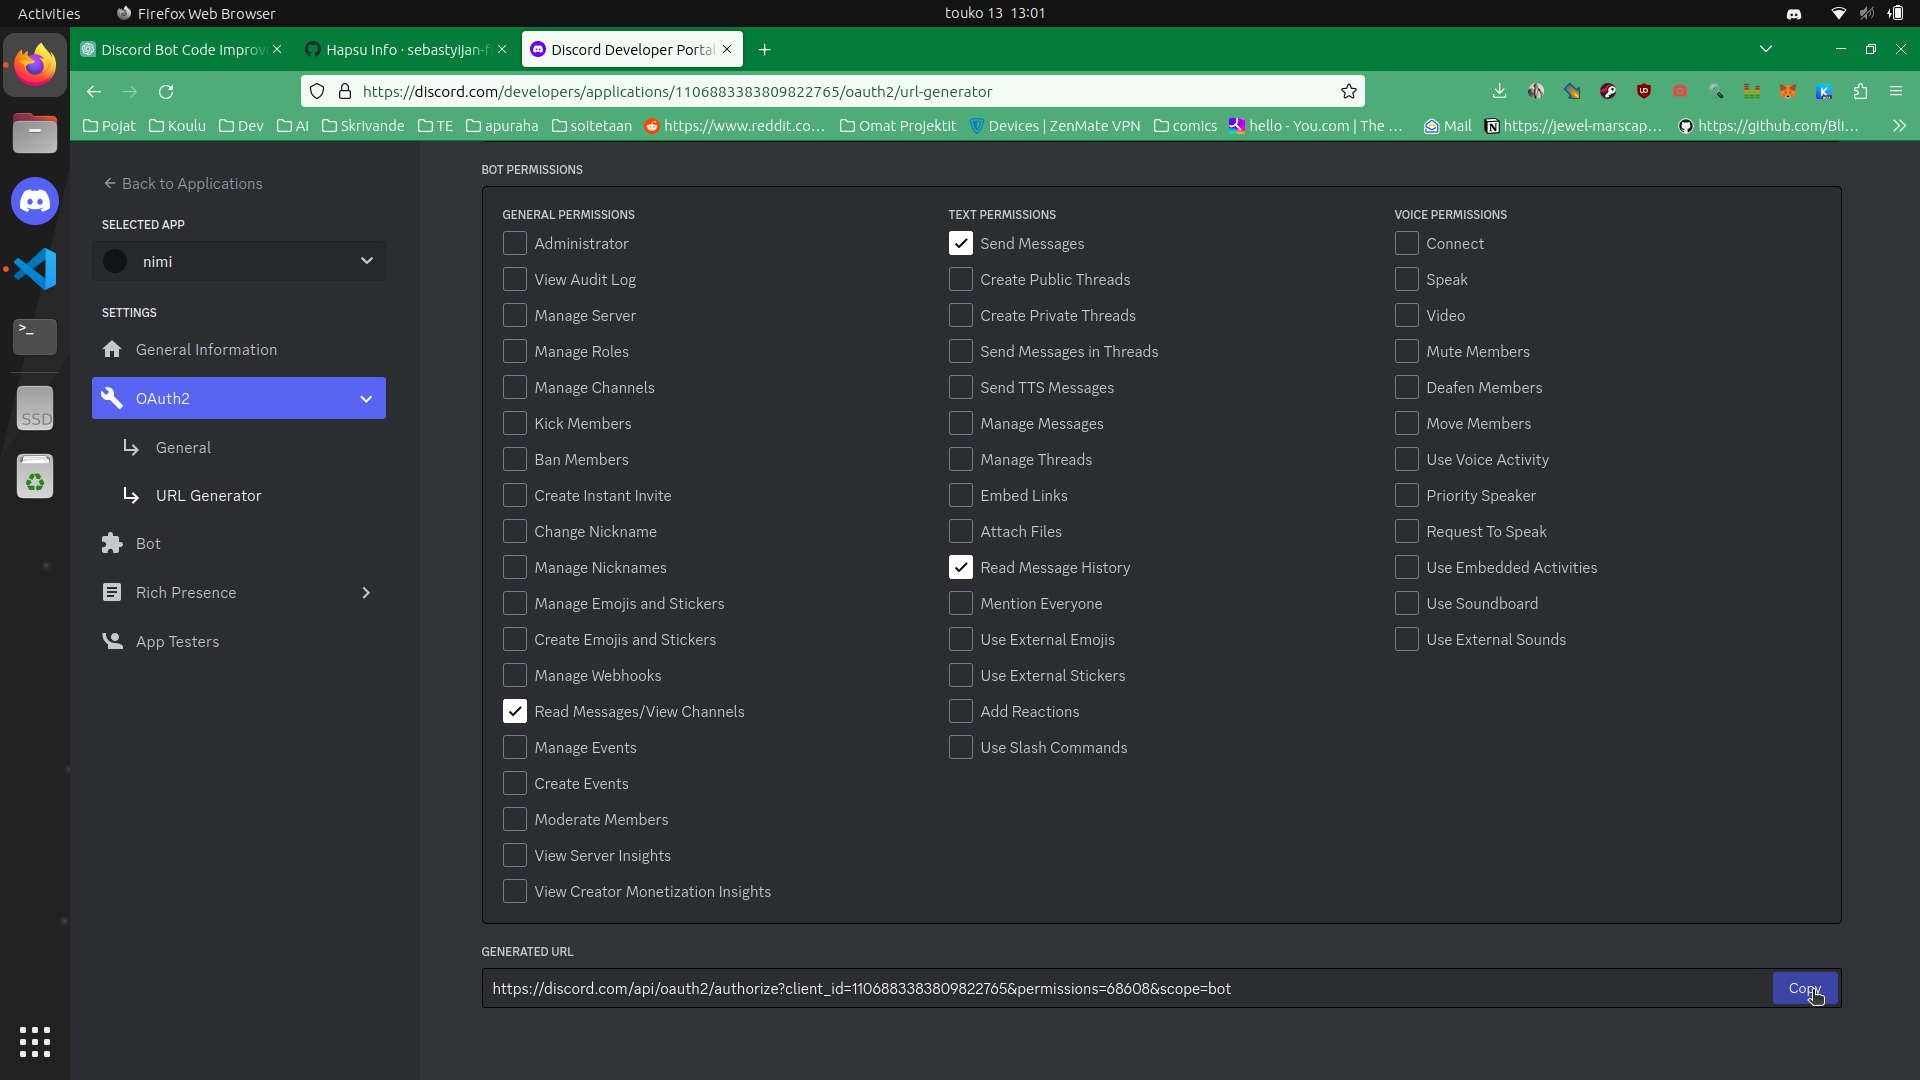 Activities
Firefox Web Browser
touko 13 13:01
Discord Bot Code Improv
Hapsu Info · sebastyijan-f
Discord Developer Portal
https://discord.com/developers/applications/1106883383809822765/oauth2/url-generator
Pojat
Koulu
Dev
AI
Skrivande
TE
apuraha
soitetaan
https://www.reddit.co…
Omat Projektit
Devices | ZenMate VPN
comics
hello - You.com | The …
Mail
https://jewel-marscap…
https://github.com/Bli…
SSD
Back to Applications
SELECTED APP
nimi
SETTINGS
General Information
OAuth2
General
URL Generator
Bot
Rich Presence
App Testers
BOT PERMISSIONS
GENERAL PERMISSIONS
Administrator
View Audit Log
Manage Server
Manage Roles
Manage Channels
Kick Members
Ban Members
Create Instant Invite
Change Nickname
Manage Nicknames
Manage Emojis and Stickers
Create Emojis and Stickers
Manage Webhooks
Read Messages/View Channels
Manage Events
Create Events
Moderate Members
View Server Insights
View Creator Monetization Insights
TEXT PERMISSIONS
Send Messages
Create Public Threads
Create Private Threads
Send Messages in Threads
Send TTS Messages
Manage Messages
Manage Threads
Embed Links
Attach Files
Read Message History
Mention Everyone
Use External Emojis
Use External Stickers
Add Reactions
Use Slash Commands
VOICE PERMISSIONS
Connect
Speak
Video
Mute Members
Deafen Members
Move Members
Use Voice Activity
Priority Speaker
Request To Speak
Use Embedded Activities
Use Soundboard
Use External Sounds
GENERATED URL
https://discord.com/api/oauth2/authorize?client_id=1106883383809822765&permissions=68608&scope=bot
Copy